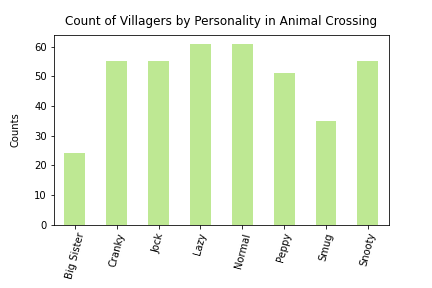 Count of Villagers by Personality in Animal Crossing
Counts
60
50
40
30
20
10
0
Big Sister
Cranky
Jock
Lazy
Normal
Peppy
Smug
Snooty